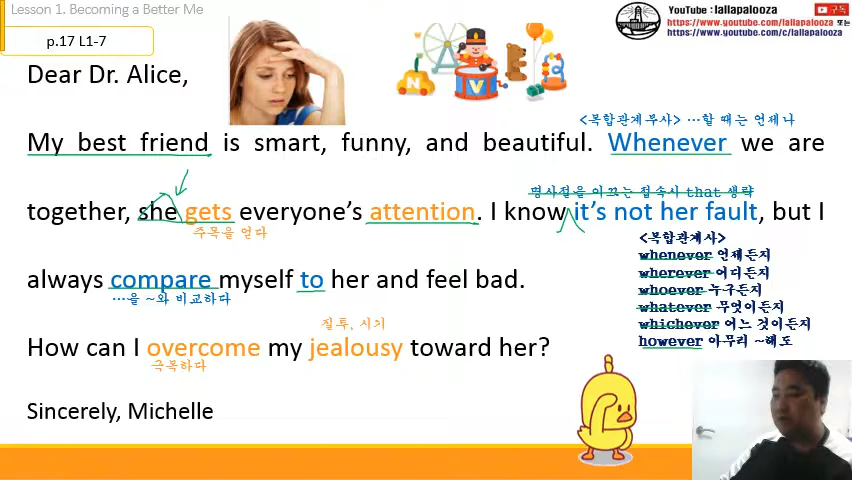 Lesson 1. Becoming a Better Me
YouTube : @lallapalooza 구독
https://www.youtube.com/lallapalooza 또는
https://www.youtube.com/c/lallapalooza
p.17 L1-7
Dear Dr. Alice,
N V
<복합관계부사> …할 때는 언제나
My best friend is smart, funny, and beautiful. Whenever we are
명사절을 이끄는 접속사 that 생략
together, she gets everyone's attention. I know it's not her fault, but I
주목을 얻다
<복합관계사>
whenever 언제든지
wherever 어디든지
whoever 누구든지
whatever 무엇이든지
whichever 어느 것이든지
however 아무리 ~해도
always compare myself to her and feel bad.
…을 ~와 비교하다
질투, 시기
How can I overcome my jealousy toward her?
극복하다
Sincerely, Michelle